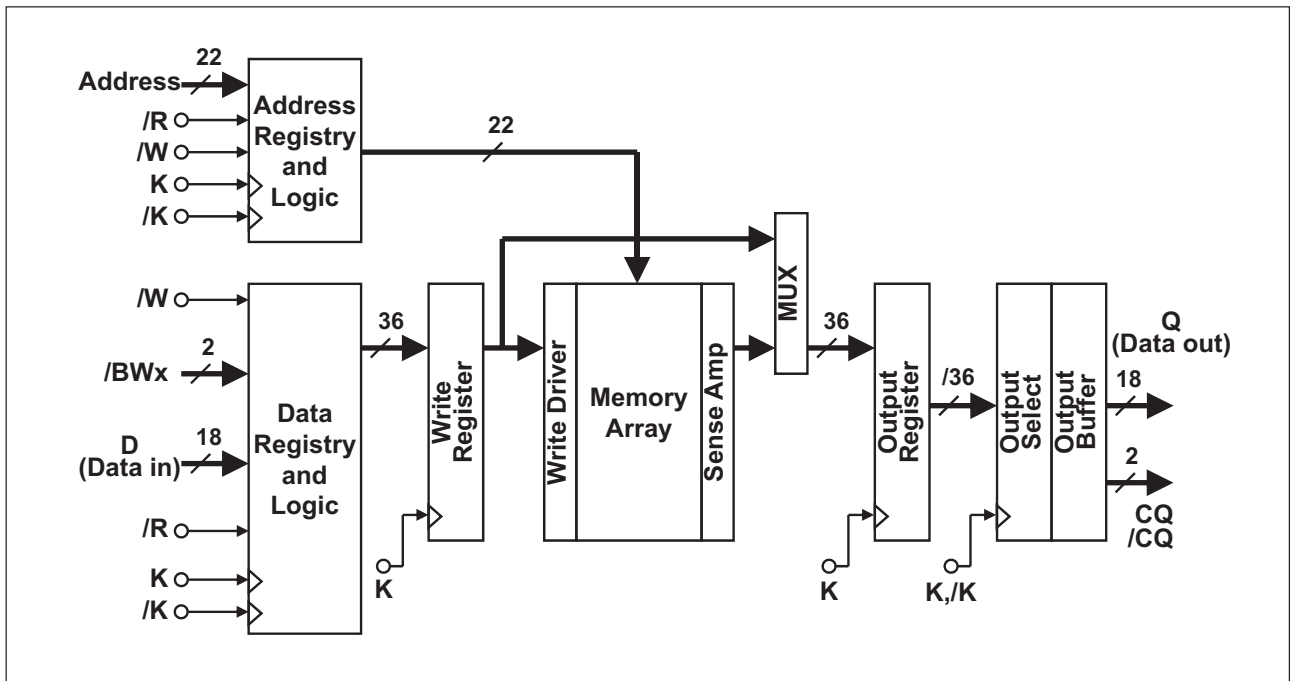 22
Address
/R
/W
K
/K
Address
Registry
and
Logic
22
/W
2
/BWx
18
D
(Data in)
/R
K
/K
Data
Registry
and
Logic
36
Write
Register
K
Write Driver
Memory
Array
Sense Amp
MUX
36
Output
Register
K
/36
Output
Select
K,/K
Output
Buffer
Q
(Data out)
18
2
CQ
/CQ